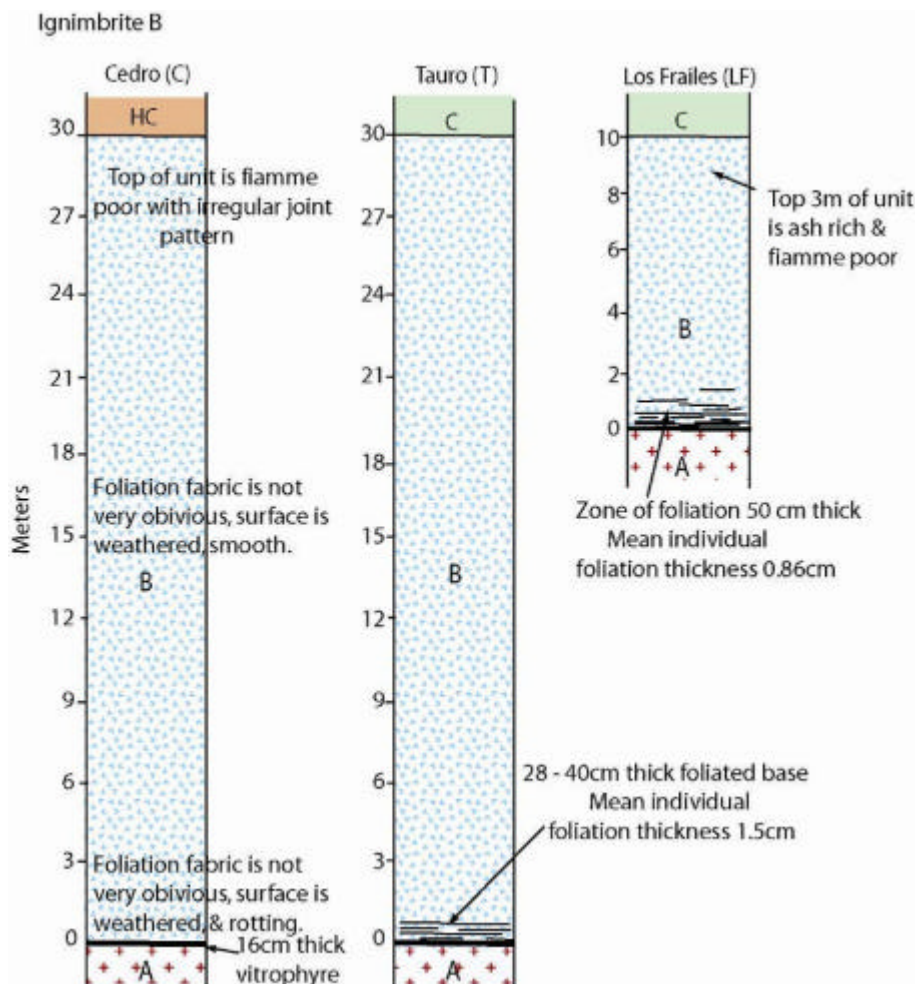 Ignimbrite B
Cedro (C)
HC
30
27
24
21
18
15
12
9
6
3
0
Meters
Top of unit is fiamme
poor with irregular joint
pattern
Foliation fabric is not
very obivious, surface is
weathered, smooth.
B
Foliation fabric is not
very obivious, surface is
weathered, & rotting.
16cm thick
vitrophyre
A
Tauro (T)
C
30
27
24
21
18
15
12
9
6
3
0
B
28 - 40cm thick foliated base
Mean individual
foliation thickness 1.5cm
A
Los Frailes (LF)
C
10
8
6
4
2
0
Top 3m of unit
is ash rich &
fiamme poor
B
A
Zone of foliation 50 cm thick
Mean individual
foliation thickness 0.86cm